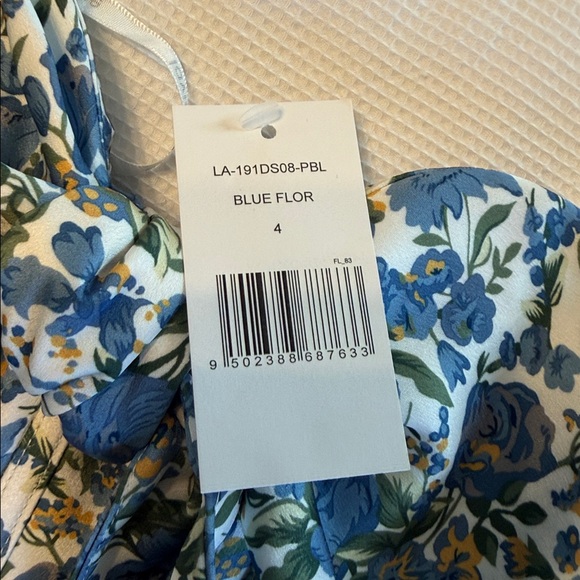 LA-191DS08-PBL
BLUE FLOR
4
FL_83
9 502388 687633